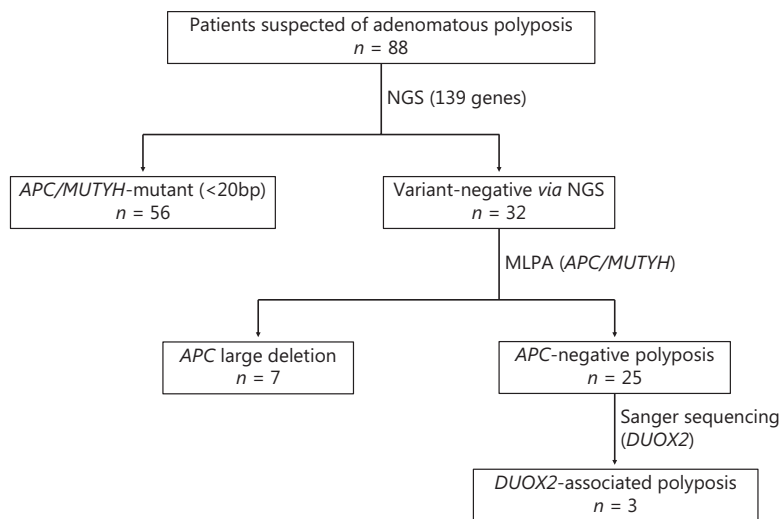 Patients suspected of adenomatous polyposis
n = 88
NGS (139 genes)
APC/MUTYH-mutant (<20bp)
n = 56
Variant-negative via NGS
n = 32
MLPA (APC/MUTYH)
APC large deletion
n = 7
APC-negative polyposis
n = 25
Sanger sequencing
(DUOX2)
DUOX2-associated polyposis
n = 3